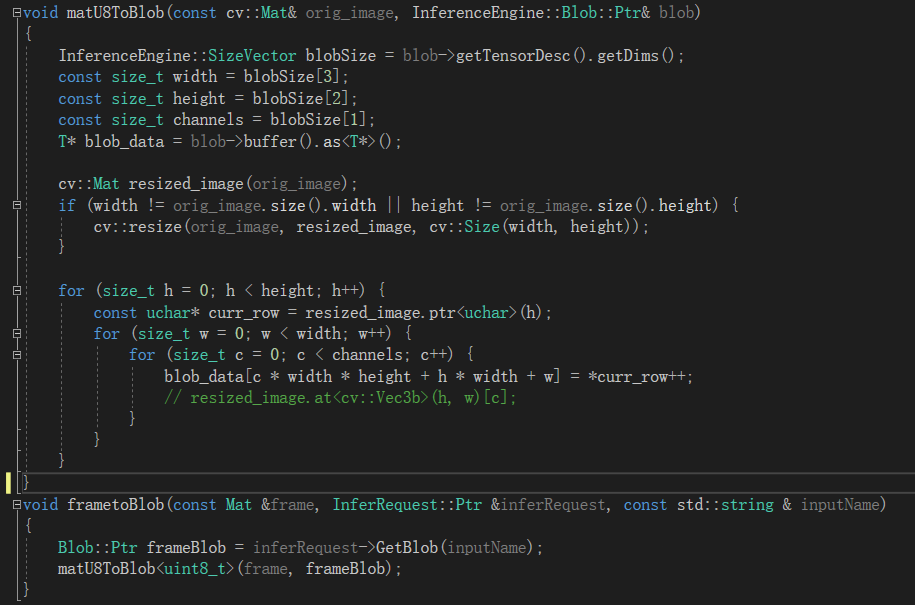 void matU8ToBlob(const cv::Mat& orig_image, InferenceEngine::Blob::Ptr& blob)
{
    InferenceEngine::SizeVector blobSize = blob->getTensorDesc().getDims();
    const size_t width = blobSize[3];
    const size_t height = blobSize[2];
    const size_t channels = blobSize[1];
    T* blob_data = blob->buffer().as<T*>();

    cv::Mat resized_image(orig_image);
    if (width != orig_image.size().width || height != orig_image.size().height) {
        cv::resize(orig_image, resized_image, cv::Size(width, height));
    }

    for (size_t h = 0; h < height; h++) {
        const uchar* curr_row = resized_image.ptr<uchar>(h);
        for (size_t w = 0; w < width; w++) {
            for (size_t c = 0; c < channels; c++) {
                blob_data[c * width * height + h * width + w] = *curr_row++;
                // resized_image.at<cv::Vec3b>(h, w)[c];
            }
        }
    }
}
void frametoBlob(const Mat &frame, InferRequest::Ptr &inferRequest, const std::string & inputName)
{
    Blob::Ptr frameBlob = inferRequest->GetBlob(inputName);
    matU8ToBlob<uint8_t>(frame, frameBlob);
}